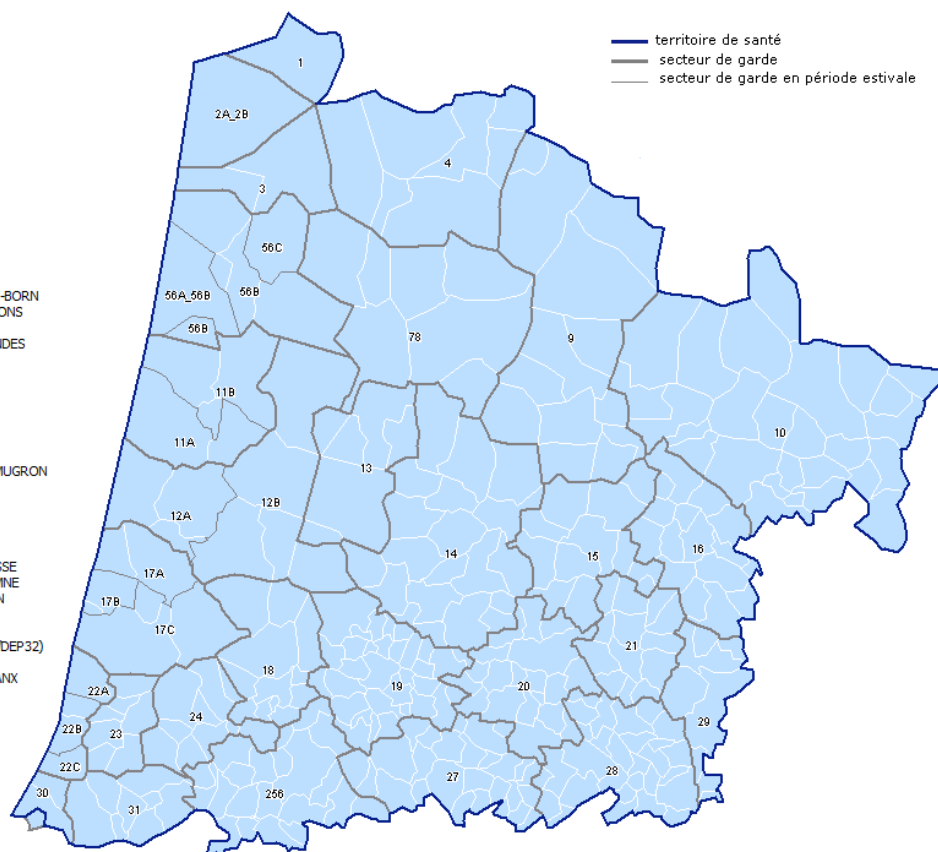 territoire de santé
secteur de garde
secteur de garde en période estivale
1
2A_2B
4
3
56C
56A_56B
56B
56B
78
9
11B
10
11A
13
12B
12A
14
15
16
17A
17B
17C
21
18
19
20
22A
24
23
22B
29
22C
27
28
30
256
31
-BORN
ONS
NDES
MUGRON
SSE
MNE
N
/DEP32)
ANX